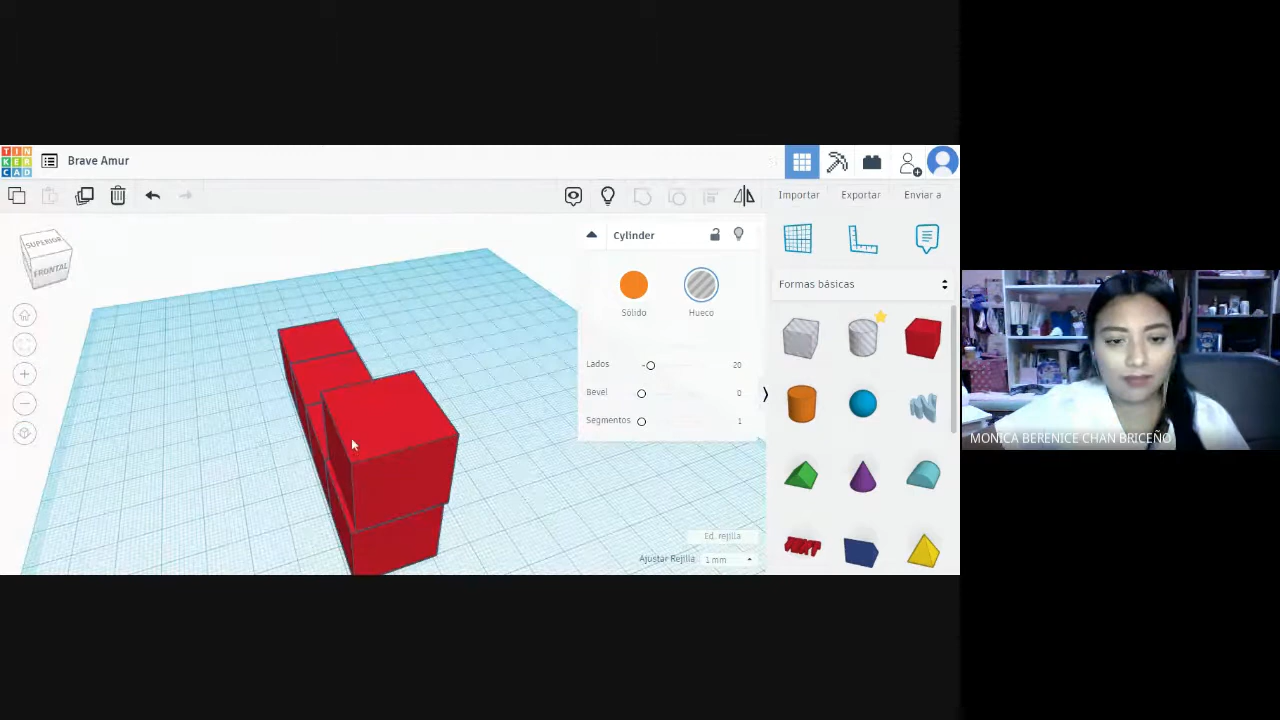 TIN
KER
CAD
Brave Amur
Importar
Exportar
Enviar a
SUPERIOR
FRONTAL
Cylinder
Sólido
Hueco
Formas básicas
Lados
20
Bevel
0
Segmentos
1
Ed. rejilla
Ajustar Rejilla
1 mm
MONICA BERENICE CHAN BRICEÑO